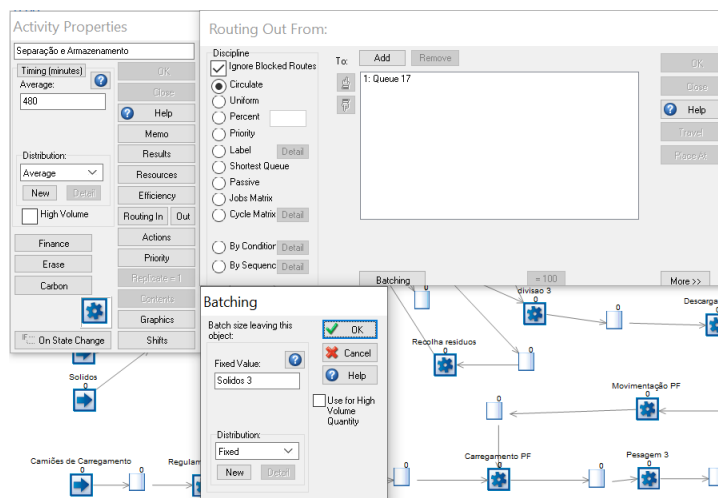 Activity Properties
Separação e Armazenamento
Timing (minutes)
Average:
480
Distribution:
Average
New
Detail
High Volume
Finance
Erase
Carbon
On State Change
OK
Close
Help
Memo
Results
Resources
Efficiency
Routing In
Out
Actions
Priority
Replicate = 1
Contents
Graphics
Shifts
Routing Out From:
Discipline
Ignore Blocked Routes
Circulate
Uniform
Percent
Priority
Label
Detail
Shortest Queue
Passive
Jobs Matrix
Cycle Matrix
Detail
By Condition
Detail
By Sequenc
Detail
To:
Add
Remove
1: Queue 17
Batching
= 100
OK
Close
Help
Travel
Place At
More >>
Batching
Batch size leaving this
object:
Fixed Value:
Solidos 3
Distribution:
Fixed
New
Detail
OK
Cancel
Help
Use for High
Volume
Quantity
0
divisao 3
0
0
Descarga
Recolha residuos
0
0
0
Solidos
0
Movimentação PF
0
0
Camiões de Carregamento
0
0
Regulam
0
Carregamento PF
0
0
Pesagem 3
0
0